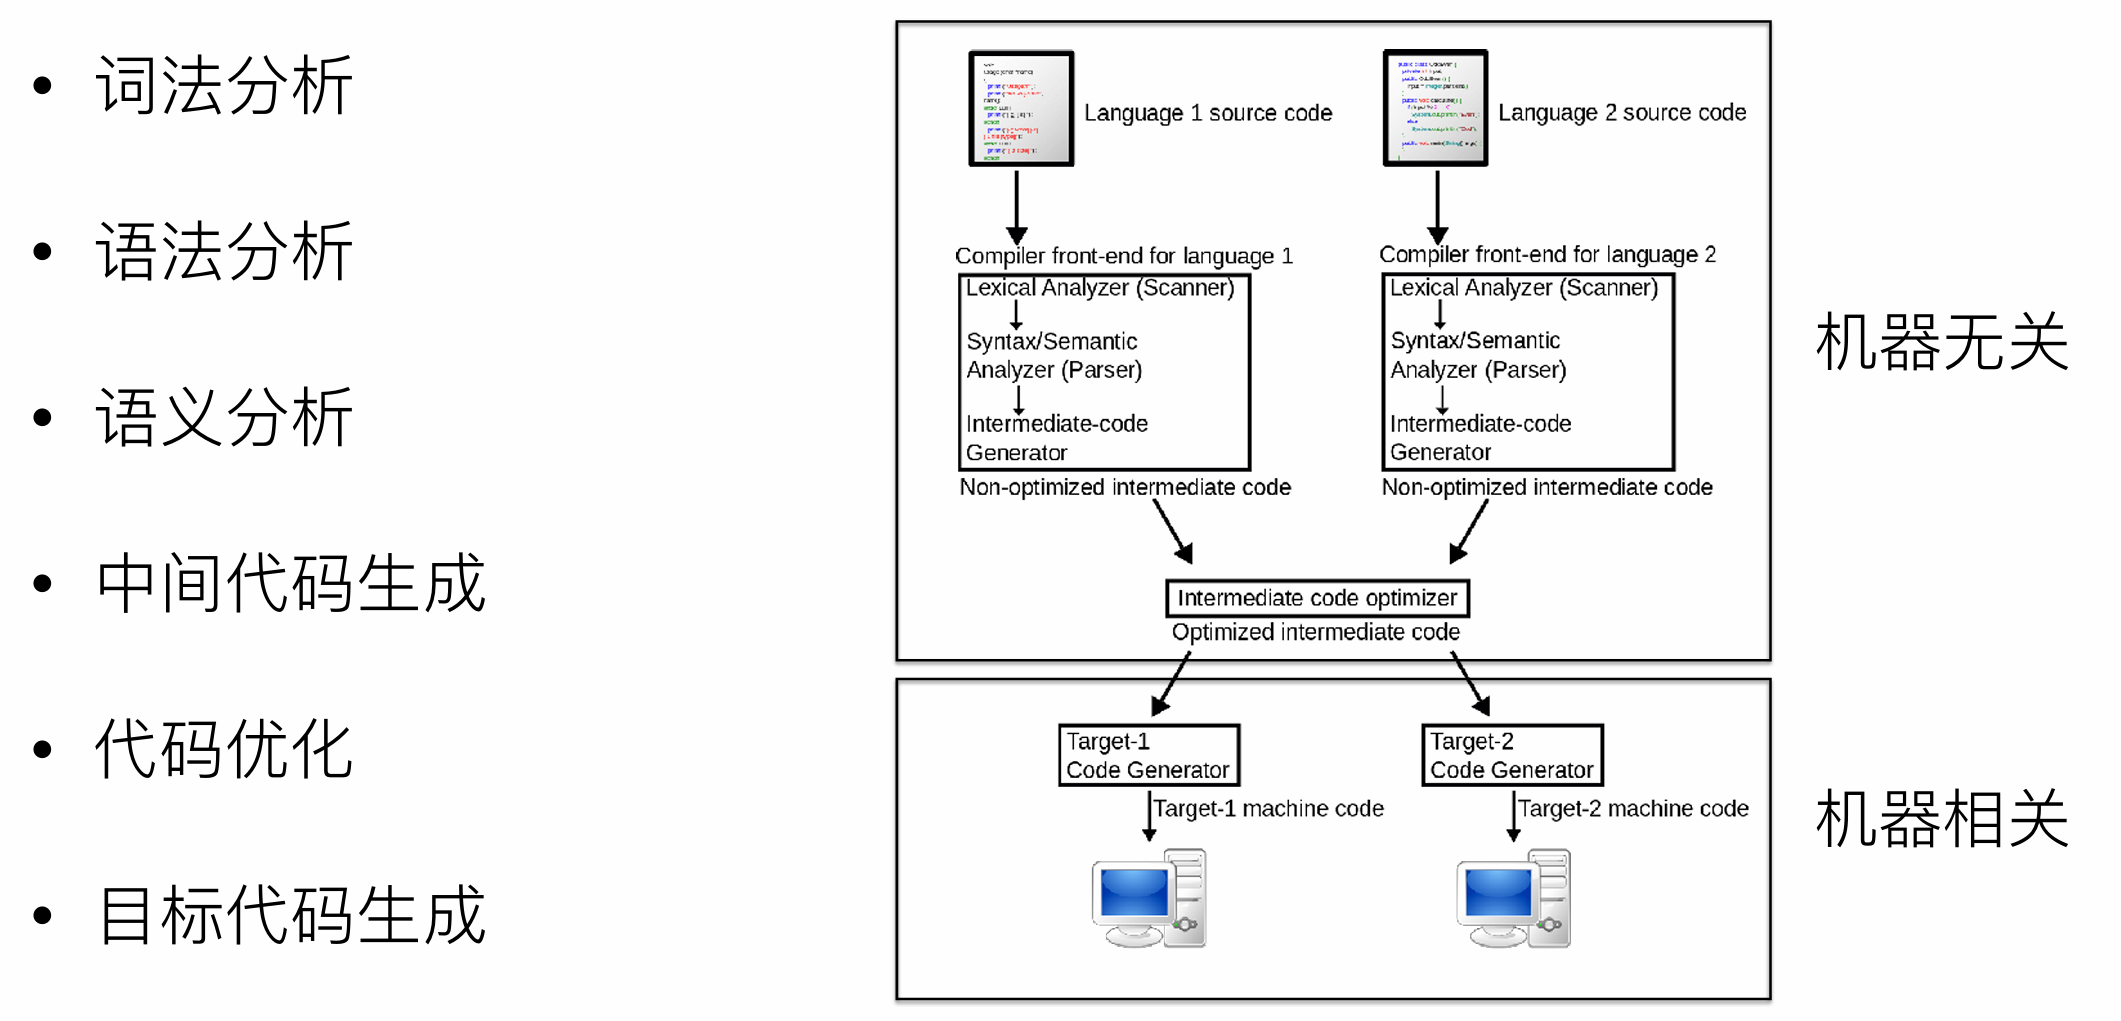 • 词法分析
• 语法分析
• 语义分析
• 中间代码生成
• 代码优化
• 目标代码生成
Language 1 source code
Language 2 source code
Compiler front-end for language 1
Lexical Analyzer (Scanner)
Syntax/Semantic
Analyzer (Parser)
Intermediate-code
Generator
Non-optimized intermediate code
Compiler front-end for language 2
Lexical Analyzer (Scanner)
Syntax/Semantic
Analyzer (Parser)
Intermediate-code
Generator
Non-optimized intermediate code
Intermediate code optimizer
Optimized intermediate code
机器无关
Target-1
Code Generator
Target-1 machine code
Target-2
Code Generator
Target-2 machine code
机器相关